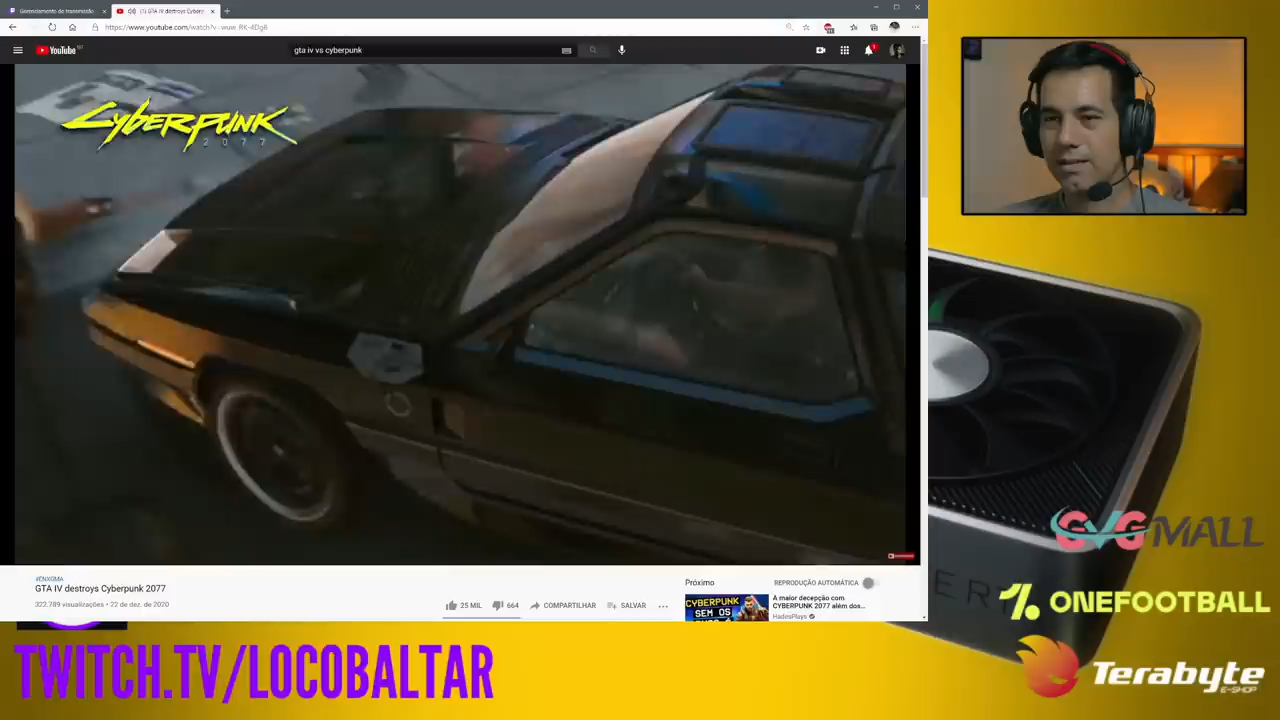 Gerenciamento de transmissão
(1) GTA IV destroys Cyberp
https://www.youtube.com/watch?v=
YouTube
gta iv vs cyberpunk
CYBERPUNK
2077
#ENXGMA
GTA IV destroys Cyberpunk 2077
322.789 visualizações • 22 de dez. de 2020
25 MIL
664
COMPARTILHAR
SALVAR
Próximo
REPRODUÇÃO AUTOMÁTICA
CYBERPUNK
SEM OS
A maior decepção com
CYBERPUNK 2077 além dos...
HadesPlays
TWITCH.TV/LOCOBALTAR
GVGMALL
ONEFOOTBALL
Terabyte
E-SHOP